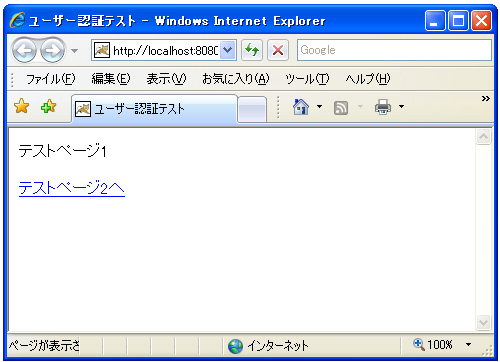 ユーザー認証テスト - Windows Internet Explorer
http://localhost:8080
Google
ファイル(F) 編集(E) 表示(V) お気に入り(A) ツール(T) ヘルプ(H)
ユーザー認証テスト
テストページ1
テストページ2へ
ページが表示さ インターネット 100%